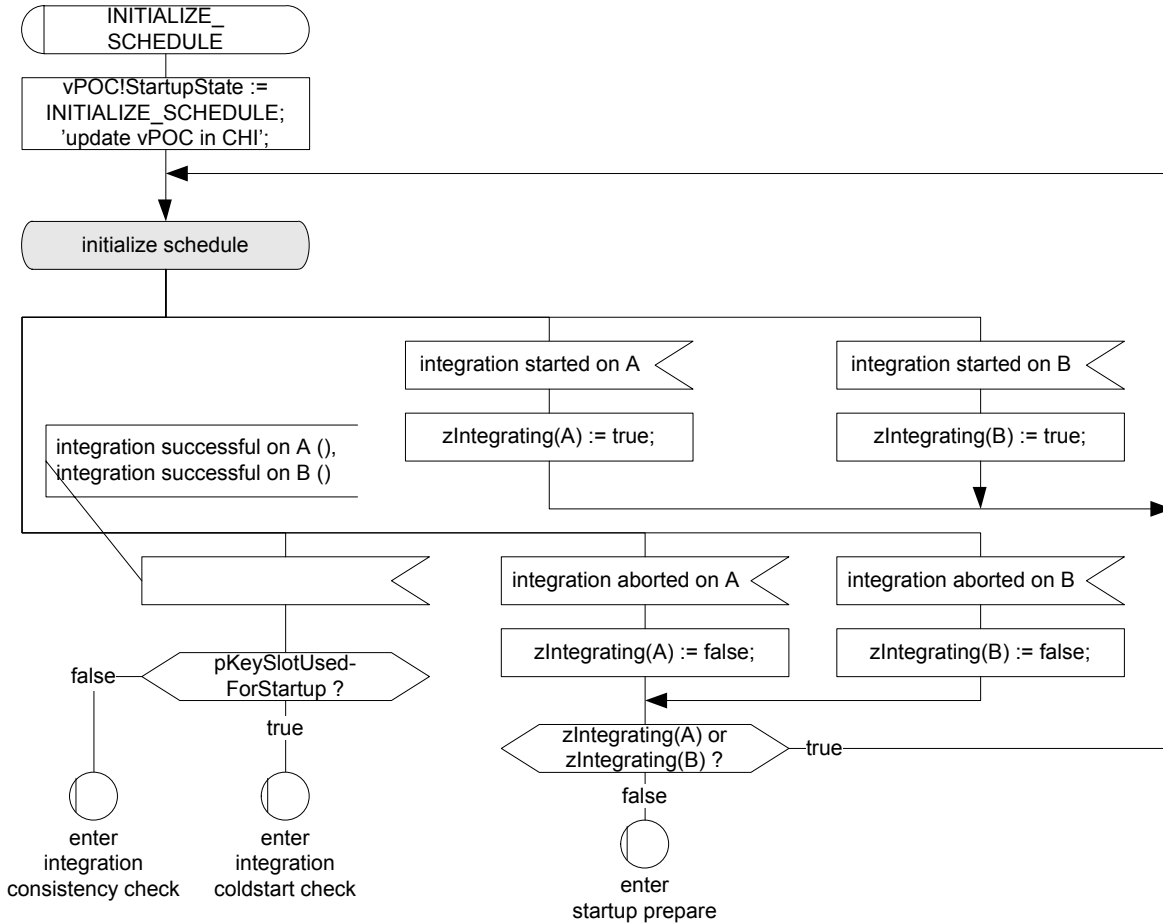 INITIALIZE_
SCHEDULE
vPOC!StartupState :=
INITIALIZE_SCHEDULE;
’update vPOC in CHI’;
initialize schedule
integration started on A
integration started on B
zIntegrating(A) := true;
zIntegrating(B) := true;
integration successful on A (),
integration successful on B ()
integration aborted on A
integration aborted on B
zIntegrating(A) := false;
zIntegrating(B) := false;
pKeySlotUsed-
ForStartup ?
false
true
zIntegrating(A) or
zIntegrating(B) ?
true
false
enter
integration
consistency check
enter
integration
coldstart check
enter
startup prepare